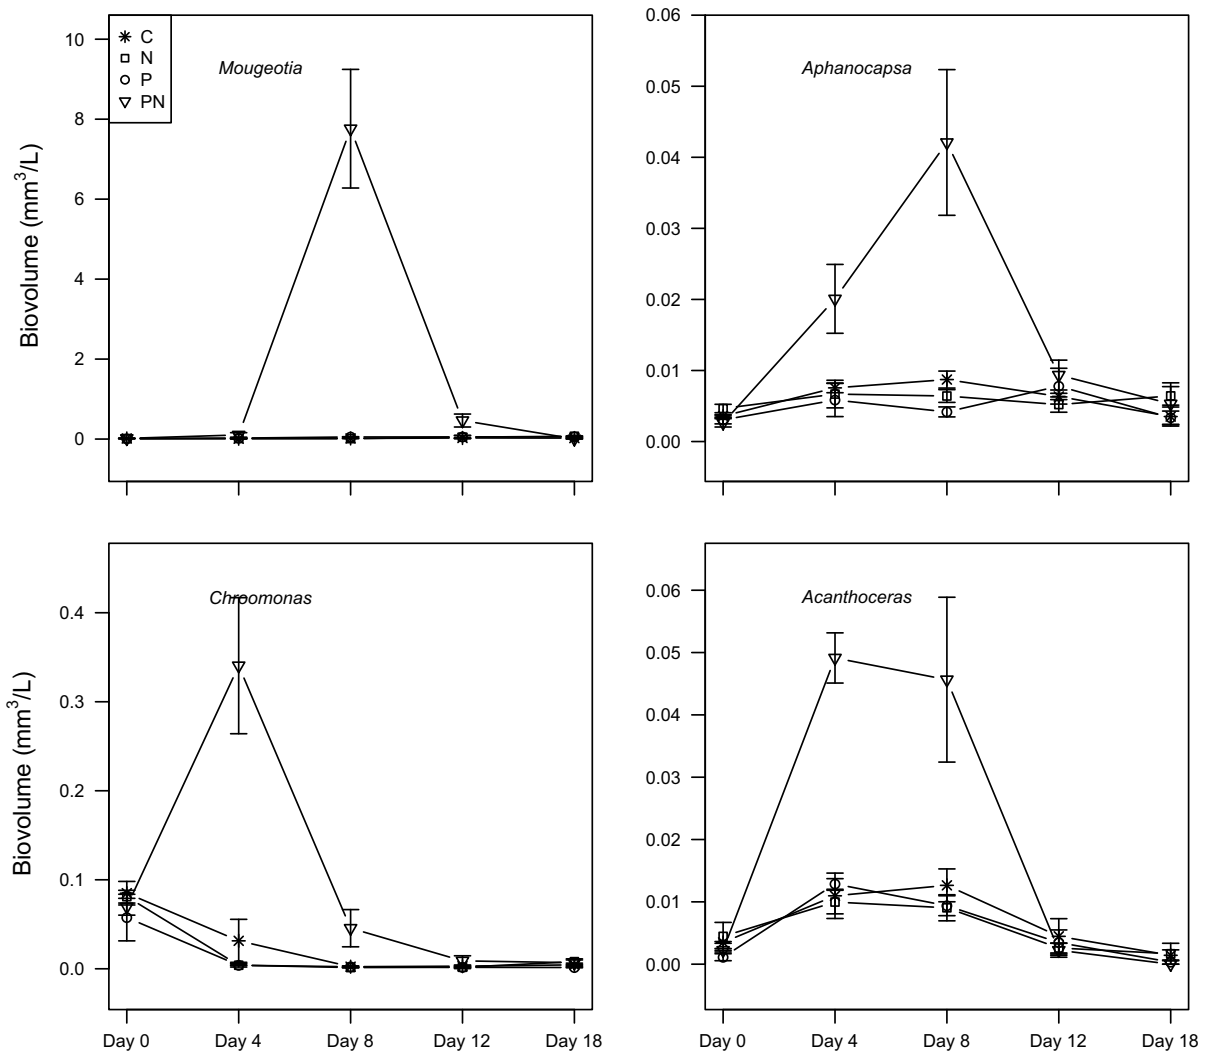 C
N
P
PN
Mougeotia
10
8
6
4
2
0
Biovolume (mm³/L)
Aphanocapsa
0.06
0.05
0.04
0.03
0.02
0.01
0.00
Chroomonas
0.4
0.3
0.2
0.1
0.0
Biovolume (mm³/L)
Day 0 Day 4 Day 8 Day 12 Day 18
Acanthoceras
0.06
0.05
0.04
0.03
0.02
0.01
0.00
Day 0 Day 4 Day 8 Day 12 Day 18